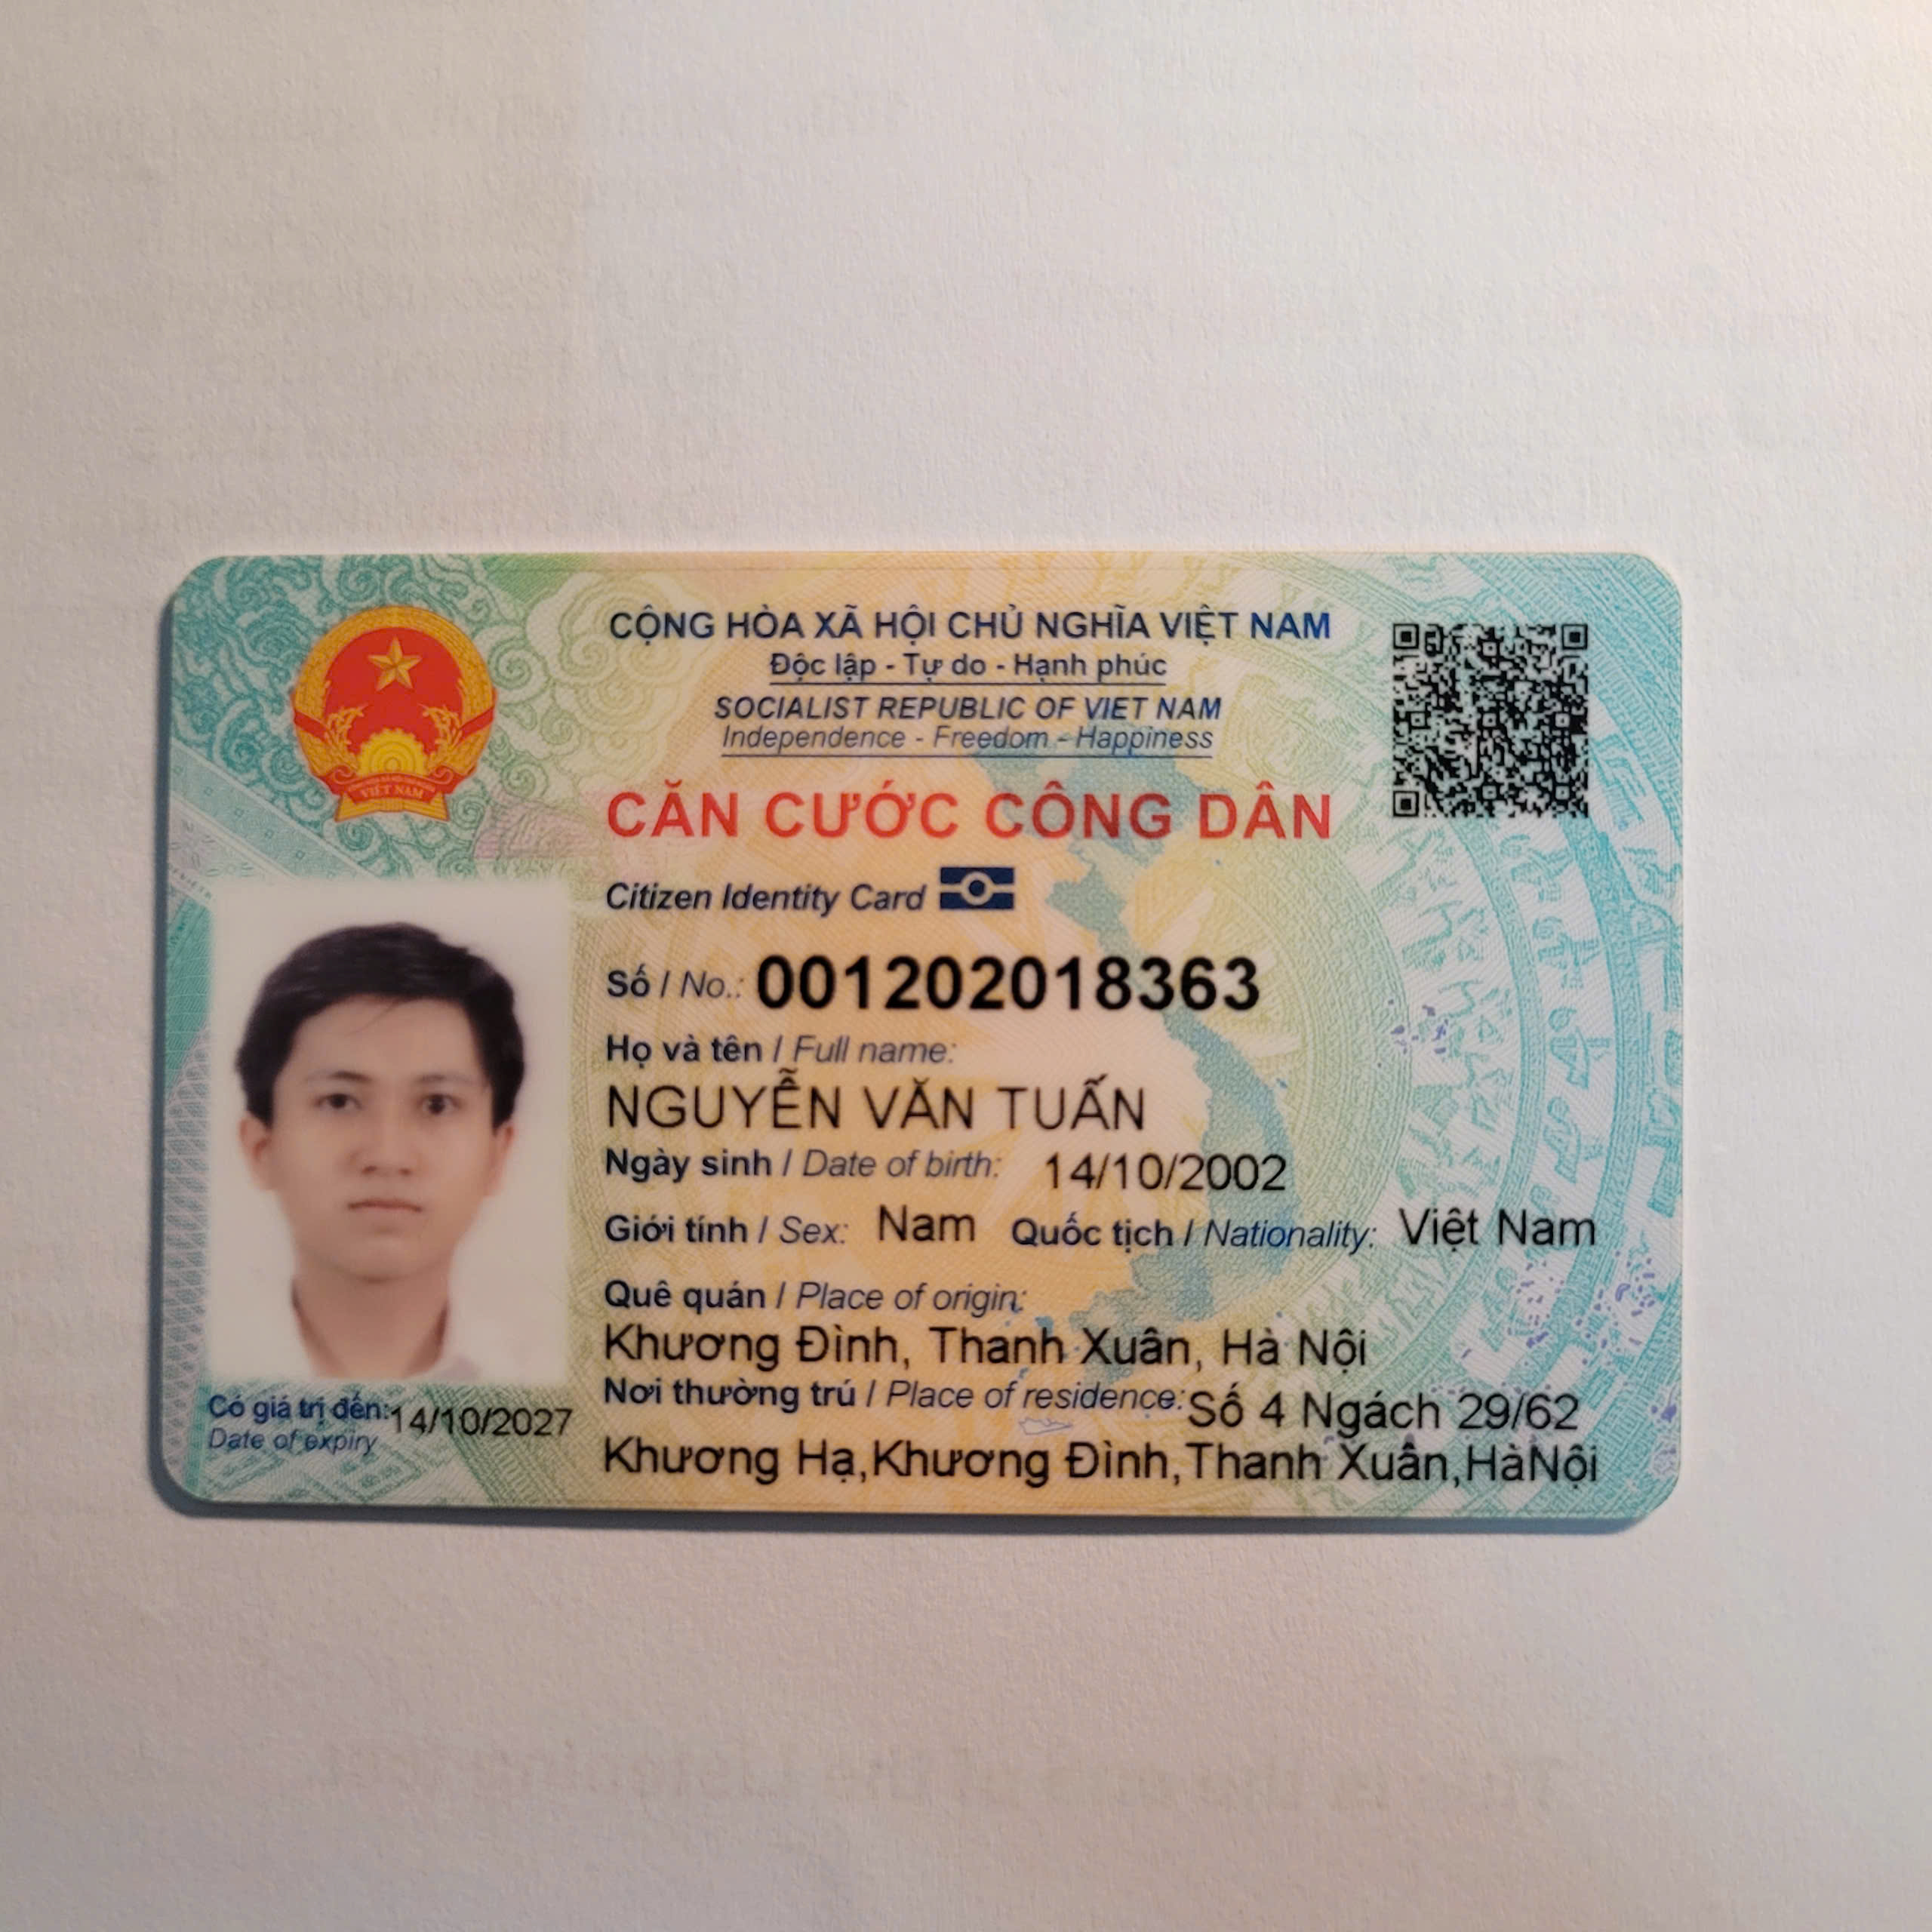 CỘNG HÒA XÃ HỘI CHỦ NGHĨA VIỆT NAM
Độc lập - Tự do - Hạnh phúc
SOCIALIST REPUBLIC OF VIET NAM
Independence - Freedom - Happiness
CĂN CƯỚC CÔNG DÂN
Citizen Identity Card
Số / No.: 001202018363
Họ và tên / Full name:
NGUYỄN VĂN TUẤN
Ngày sinh / Date of birth: 14/10/2002
Giới tính / Sex: Nam Quốc tịch / Nationality: Việt Nam
Quê quán / Place of origin:
Khương Đình, Thanh Xuân, Hà Nội
Nơi thường trú / Place of residence: Số 4 Ngách 29/62
Khương Hạ,Khương Đình,Thanh Xuân,HàNội
Có giá trị đến: 14/10/2027
Date of expiry
VIỆT NAM